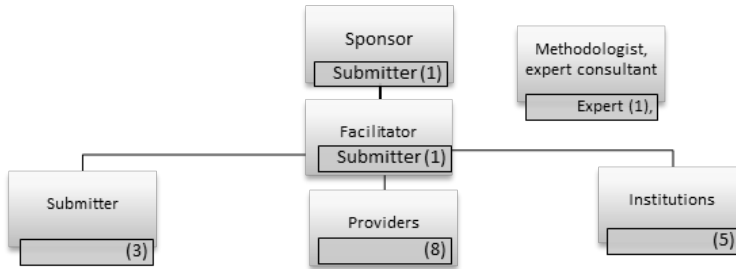 Sponsor
Submitter (1)
Methodologist,
expert consultant
Expert (1),
Facilitator
Submitter (1)
Submitter
(3)
Providers
(8)
Institutions
(5)